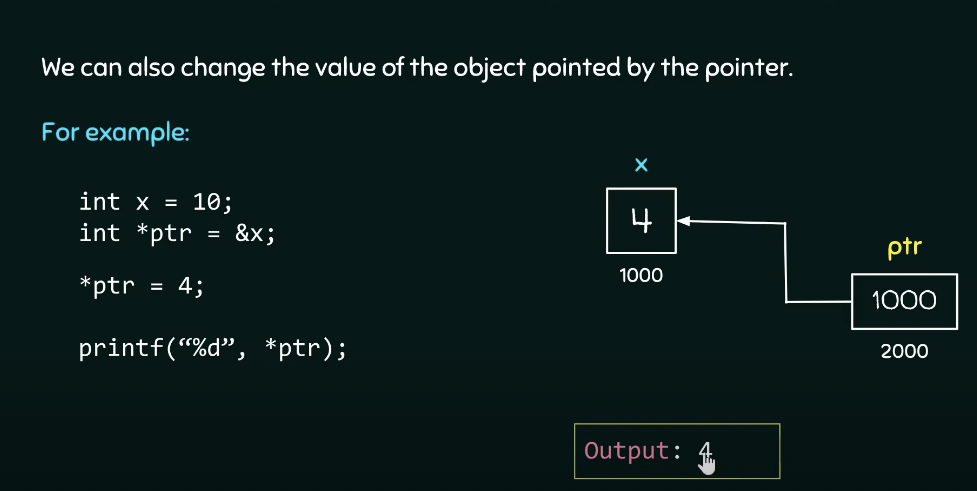 We can also change the value of the object pointed by the pointer.
For example:
int x = 10;
int *ptr = &x;
*ptr = 4;
printf(“%d”, *ptr);
x
4
1000
ptr
1000
2000
Output: 4